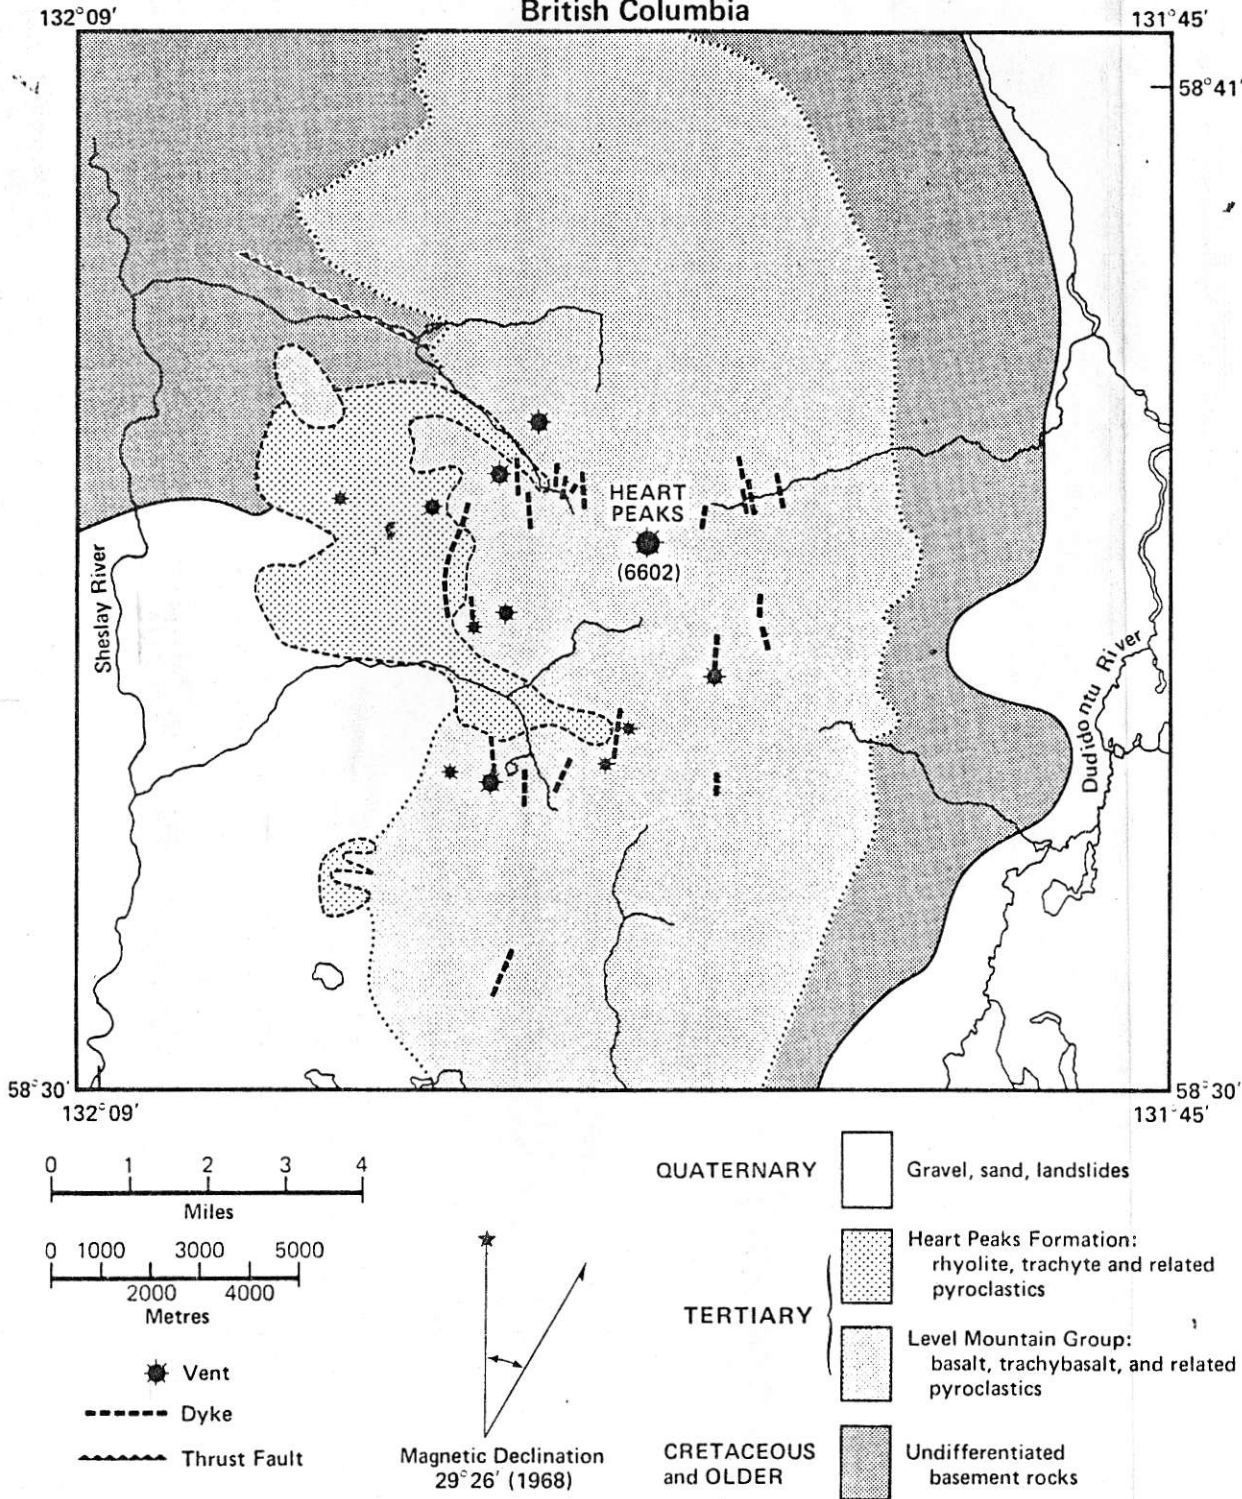 British Columbia
132°09′
131°45′
58°41′
HEART
PEAKS
(6602)
Sheslay River
Dudidontu River
58°30′
58°30′
132°09′
131°45′
0 1 2 3 4
Miles
0 1000 3000 5000
2000 4000
Metres
Vent
Dyke
Thrust Fault
Magnetic Declination
29°26′ (1968)
QUATERNARY
Gravel, sand, landslides
TERTIARY
Heart Peaks Formation:
rhyolite, trachyte and related
pyroclastics
Level Mountain Group:
basalt, trachybasalt, and related
pyroclastics
CRETACEOUS
and OLDER
Undifferentiated
basement rocks